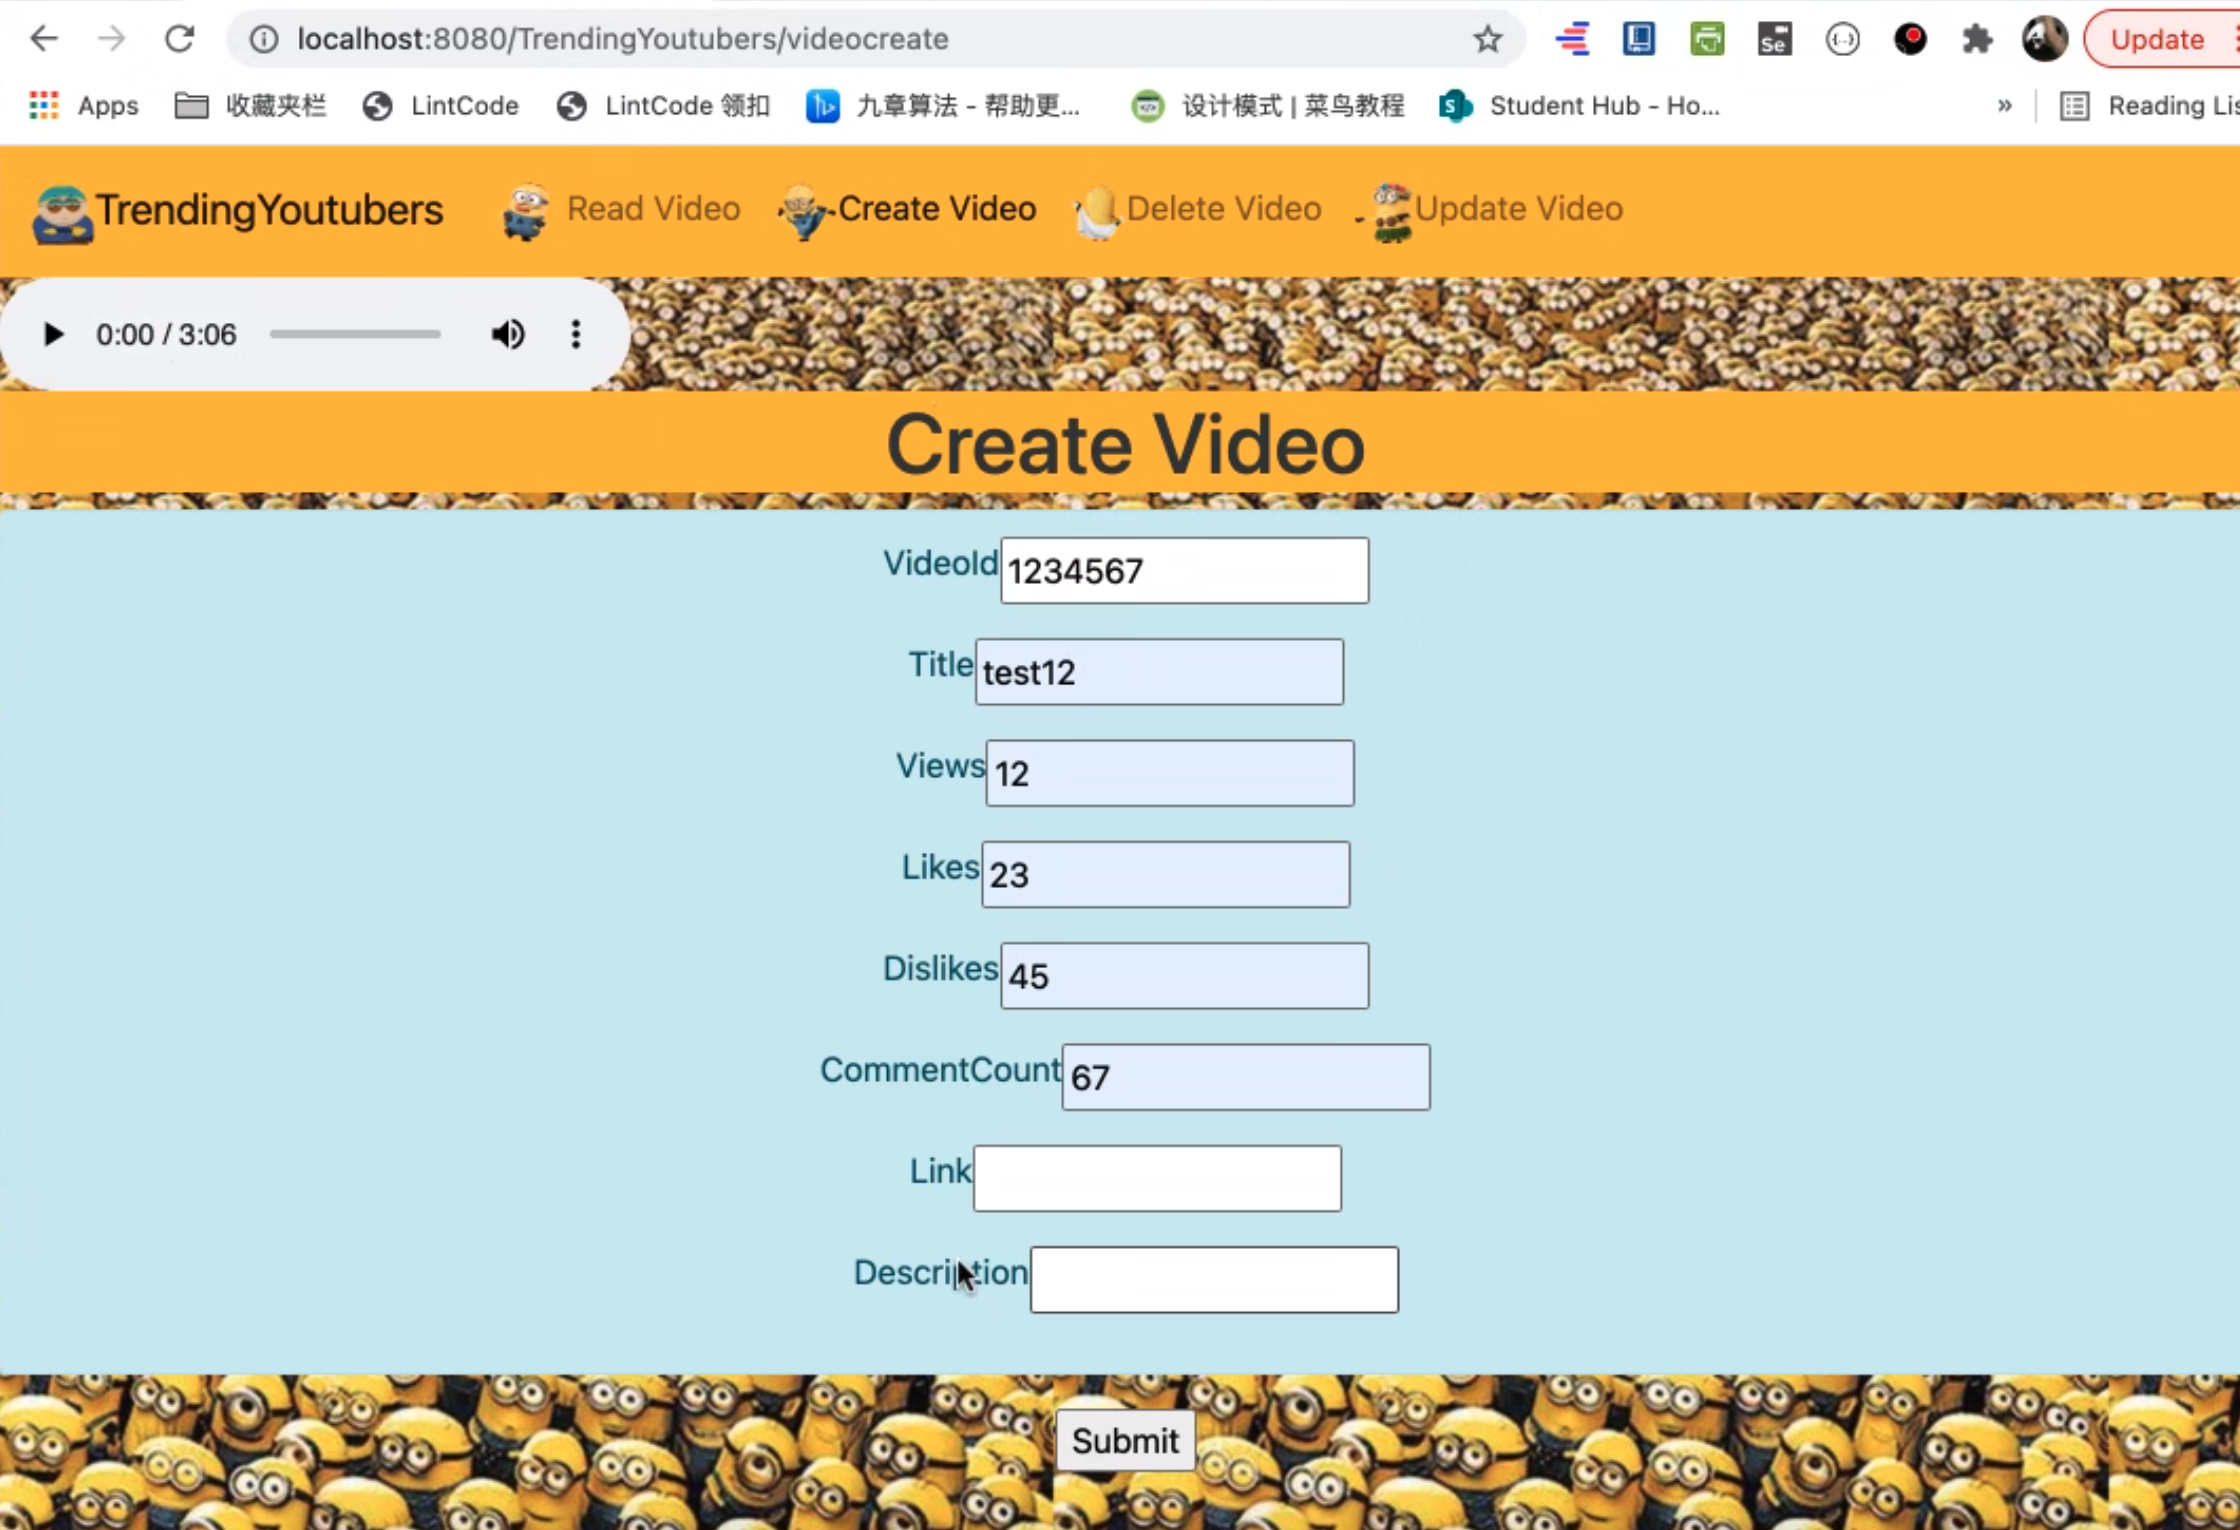 localhost:8080/TrendingYoutubers/videocreate
Se
Update
Apps
收藏夹栏
LintCode
LintCode 领扣
九章算法 - 帮助更...
设计模式 | 菜鸟教程
Student Hub - Ho...
»
Reading Lis
TrendingYoutubers
Read Video
Create Video
Delete Video
Update Video
0:00 / 3:06
Create Video
VideoId 1234567
Title test12
Views 12
Likes 23
Dislikes 45
CommentCount 67
Link
Description
Submit